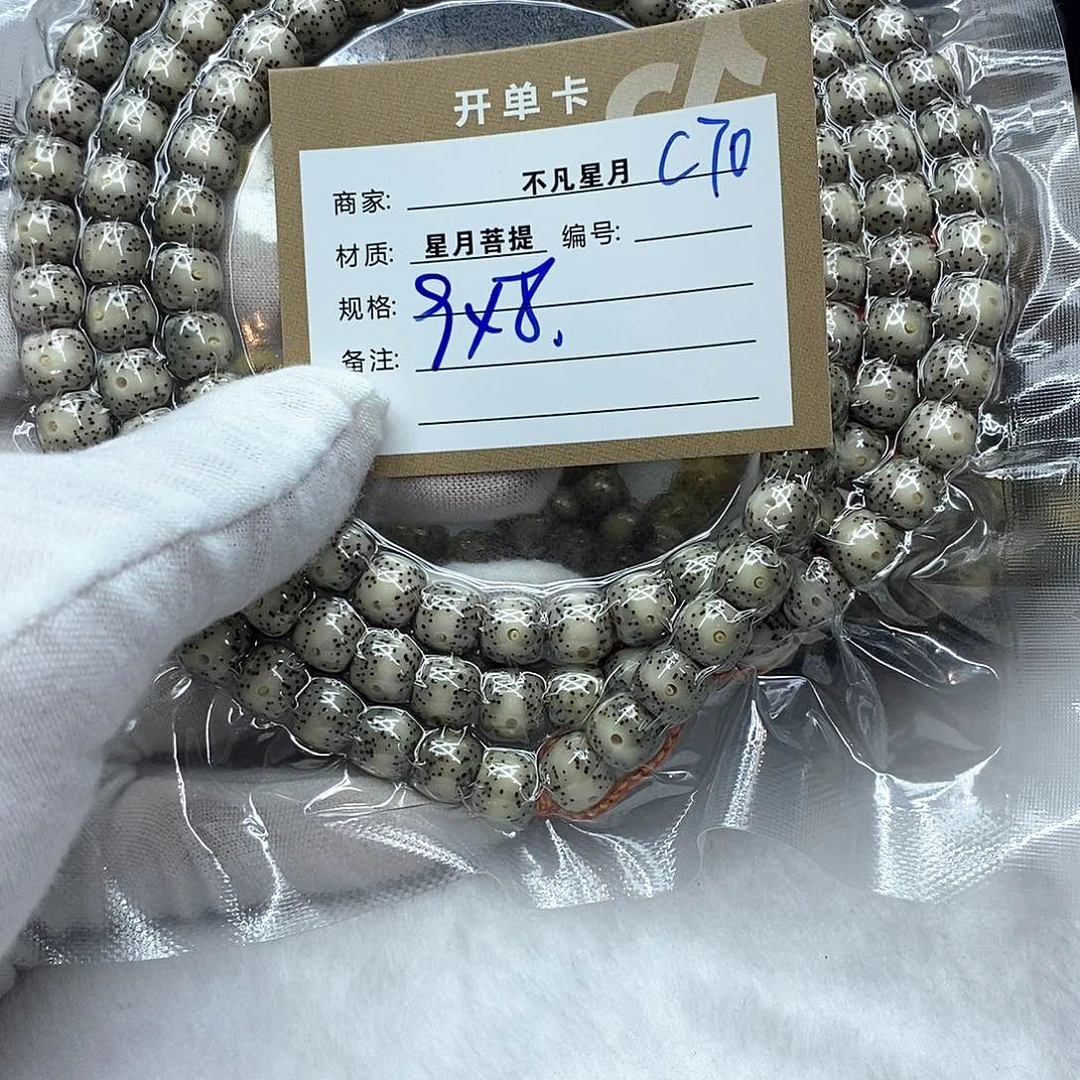 开单卡
商家: 不凡星月 C70
材质: 星月菩提 编号:
规格: 9x8.
备注: